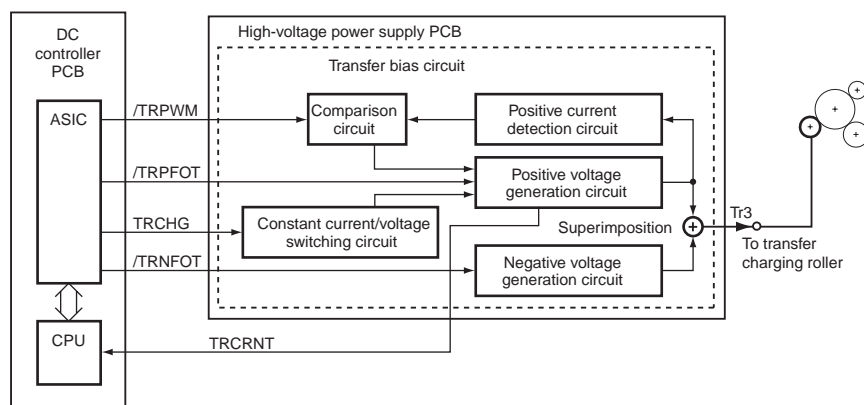 DC
controller
PCB
High-voltage power supply PCB
Transfer bias circuit
ASIC
/TRPWM
Comparison
circuit
Positive current
detection circuit
/TRPFOT
Positive voltage
generation circuit
TRCHG
Constant current/voltage
switching circuit
Superimposition
Tr3
To transfer
charging roller
/TRNFOT
Negative voltage
generation circuit
CPU
TRCRNT